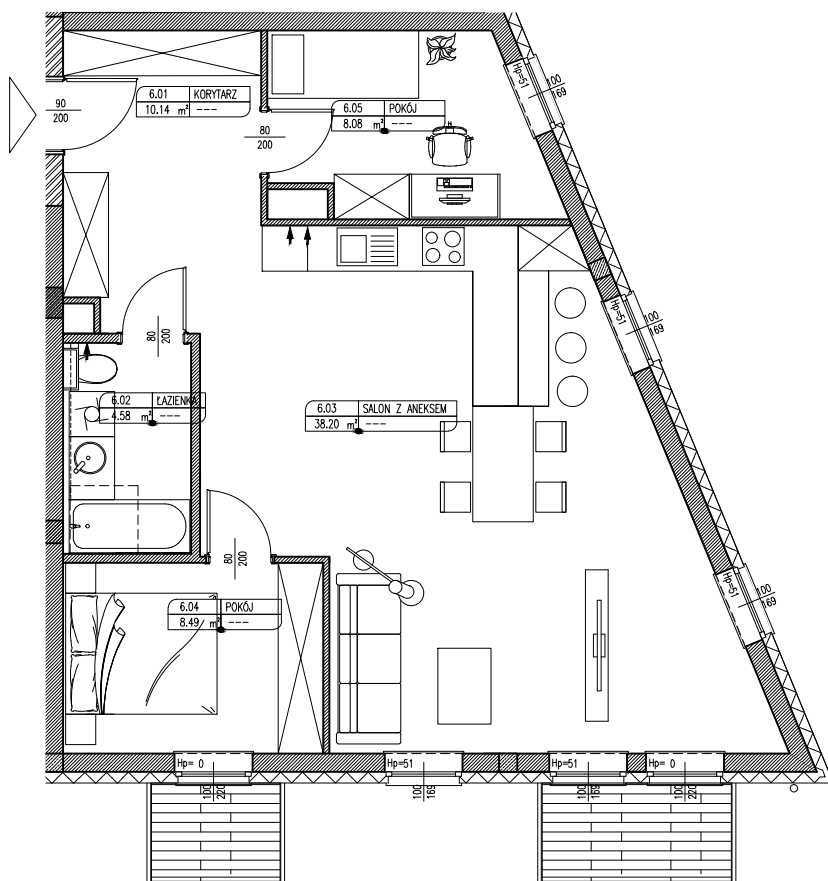 Hp=51
100
169
6.01 KORYTARZ
10.14 m² ---
90
200
6.05 POKÓJ
8.08 m² ---
80
200
Hp=51
100
169
80
200
6.02 ŁAZIENKA
4.58 m² ---
6.03 SALON Z ANEKSEM
38.20 m² ---
80
200
Hp=51
100
169
6.04 POKÓJ
8.49 m² ---
Hp= 0
Hp=51
Hp=51
Hp= 0
100
220
100
169
100
169
100
220